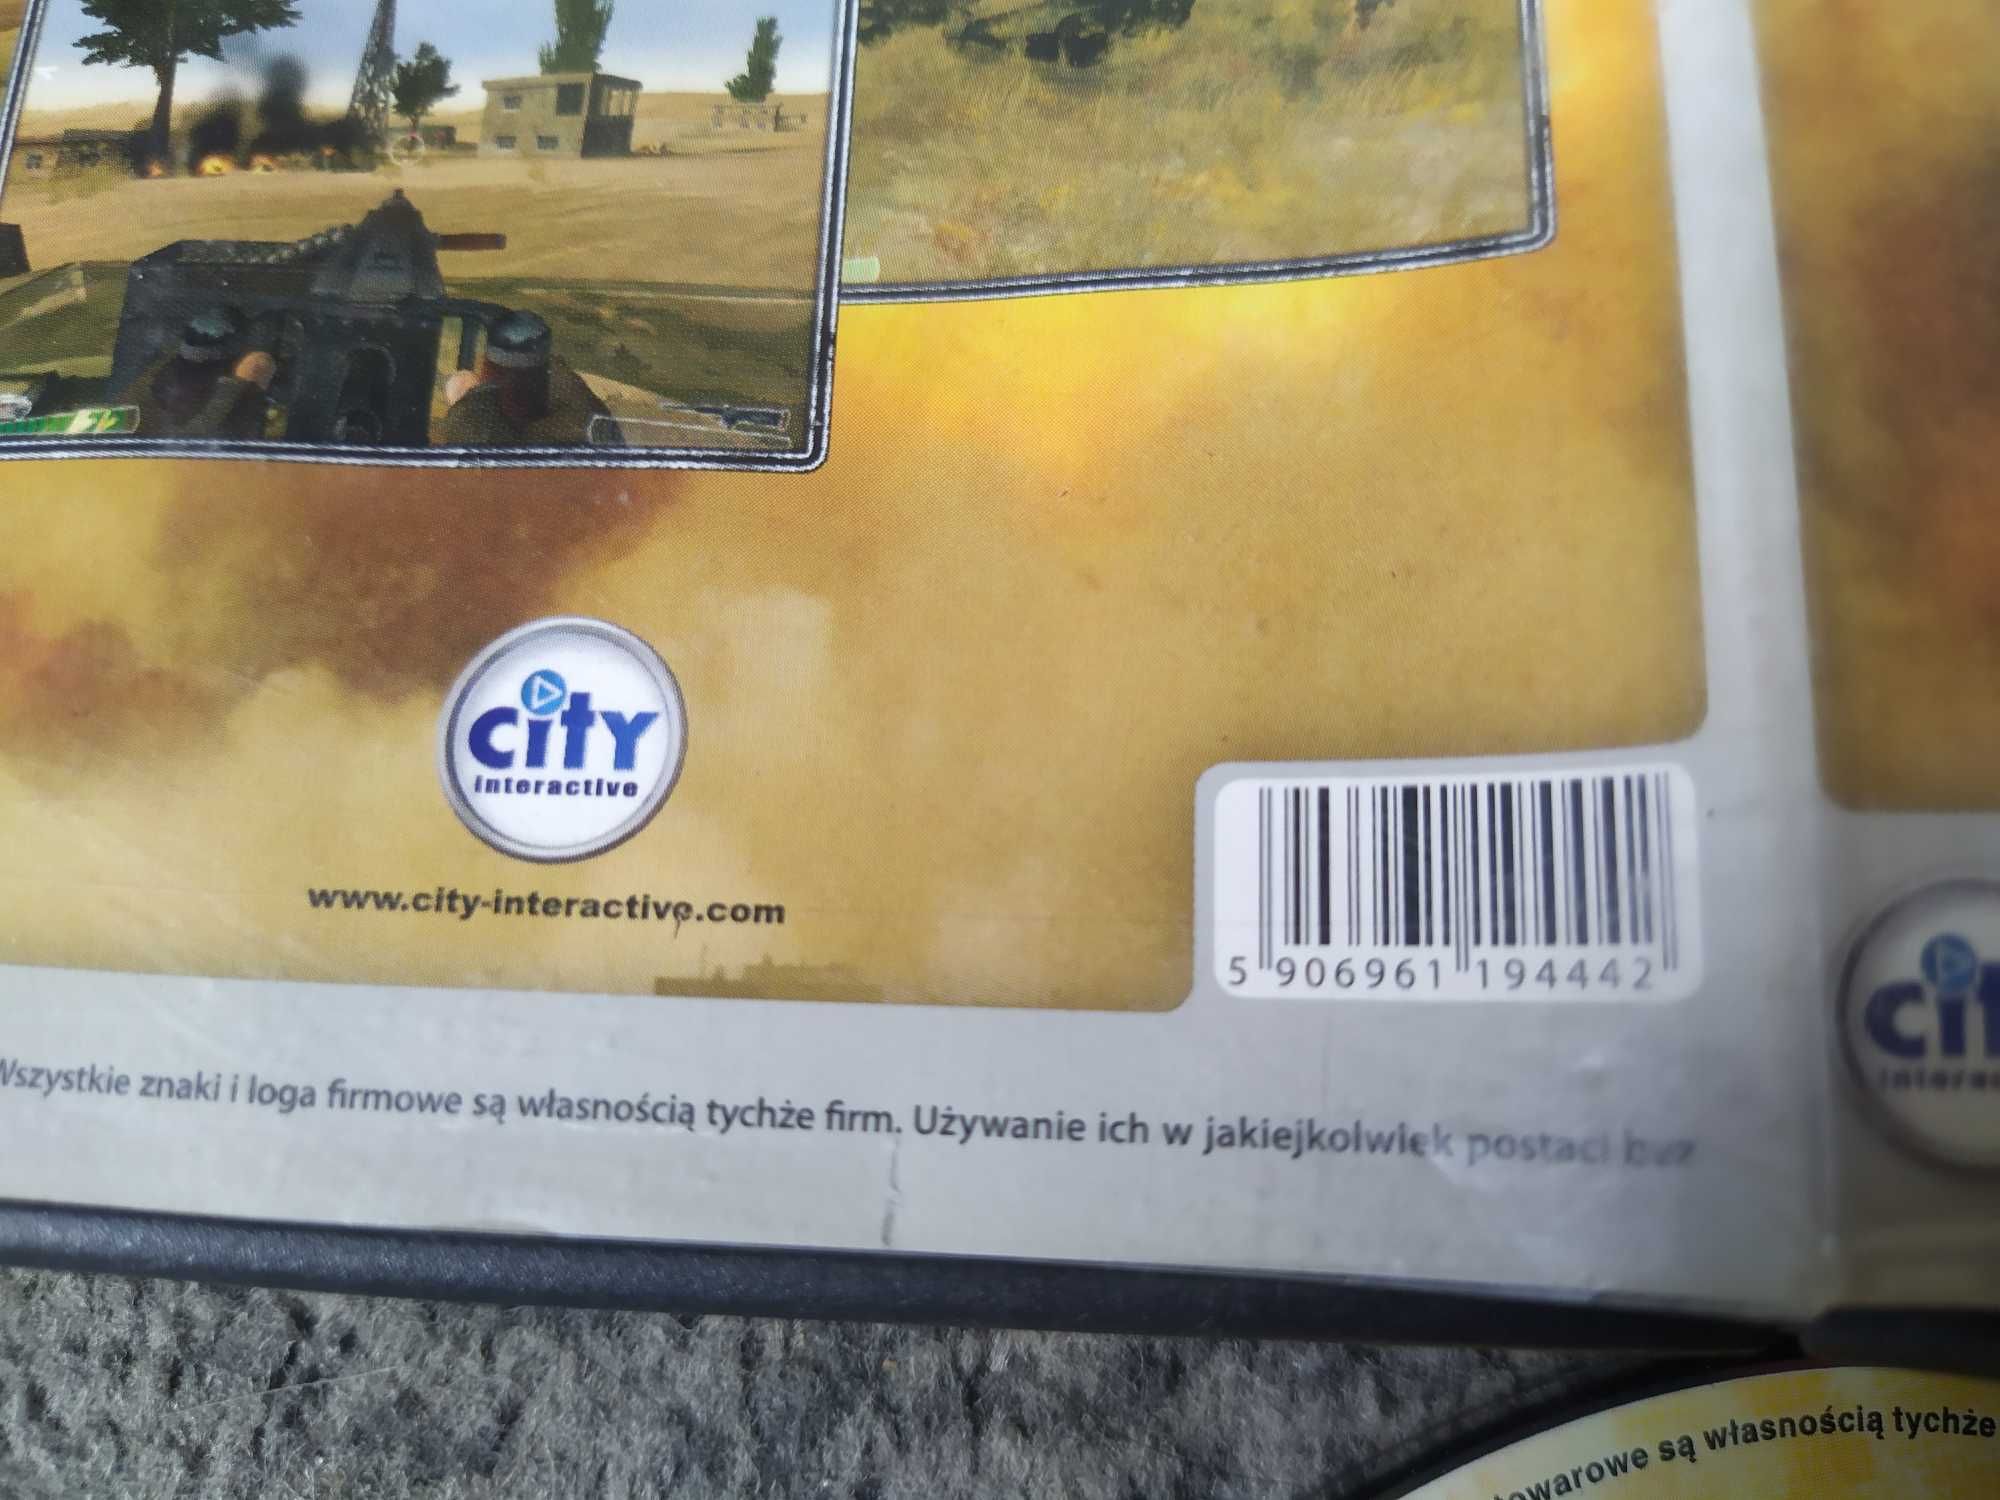 city
interactive
www.city-interactive.com
5 906961 194442
Wszystkie znaki i loga firmowe są własnością tychże firm. Używanie ich w jakiejkolwiek postaci bez
są własnością tychże